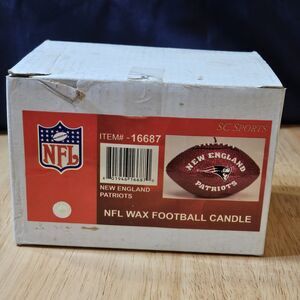 ITEM# -16687
SC SPORTS
NFL
NEW ENGLAND
PATRIOTS
NEW ENGLAND
PATRIOTS
NFL WAX FOOTBALL CANDLE